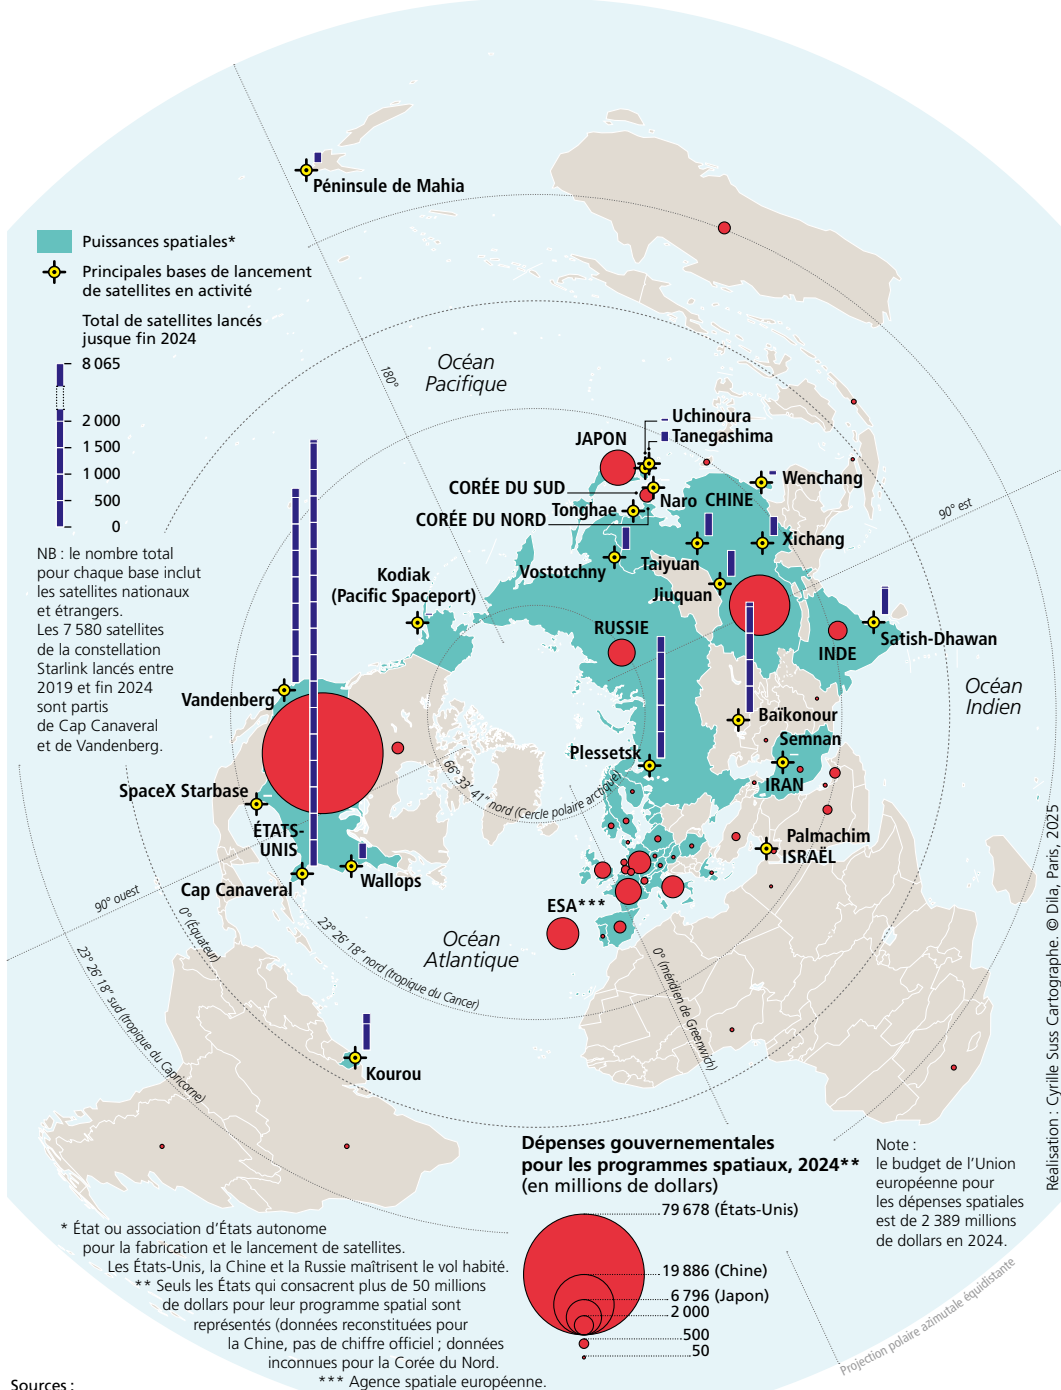 Péninsule de Mahia
Puissances spatiales*
Principales bases de lancement
de satellites en activité
Total de satellites lancés
jusque fin 2024
8 065
2 000
1 500
1 000
500
0
NB : le nombre total
pour chaque base inclut
les satellites nationaux
et étrangers.
Les 7 580 satellites
de la constellation
Starlink lancés entre
2019 et fin 2024
sont partis
de Cap Canaveral
et de Vandenberg.
Océan
Pacifique
180°
Uchinoura
Tanegashima
JAPON
CORÉE DU SUD
CORÉE DU NORD
Tonghae
Naro
CHINE
Wenchang
90° est
Xichang
Taiyuan
Vostotchny
Jiuquan
Kodiak
(Pacific Spaceport)
RUSSIE
INDE
Satish-Dhawan
Océan
Indien
Vandenberg
Baïkonour
Semnan
IRAN
Plessetsk
66° 33’ 41’’ nord (Cercle polaire arctique)
SpaceX Starbase
ÉTATS-
UNIS
Cap Canaveral
Wallops
Palmachim
ISRAËL
90° ouest
0° (Équateur)
23° 26’ 18’’ nord (tropique du Cancer)
23° 26’ 18’’ sud (tropique du Capricorne)
ESA***
Océan
Atlantique
0° (méridien de Greenwich)
Kourou
Réalisation : Cyrille Suss Cartographe. © Dila, Paris, 2025
Dépenses gouvernementales
pour les programmes spatiaux, 2024**
(en millions de dollars)
79 678 (États-Unis)
19 886 (Chine)
6 796 (Japon)
2 000
500
50
Note :
le budget de l’Union
européenne pour
les dépenses spatiales
est de 2 389 millions
de dollars en 2024.
Projection polaire azimutale équidistante
* État ou association d’États autonome
pour la fabrication et le lancement de satellites.
Les États-Unis, la Chine et la Russie maîtrisent le vol habité.
** Seuls les États qui consacrent plus de 50 millions
de dollars pour leur programme spatial sont
représentés (données reconstituées pour
la Chine, pas de chiffre officiel ; données
inconnues pour la Corée du Nord.
*** Agence spatiale européenne.
Sources :